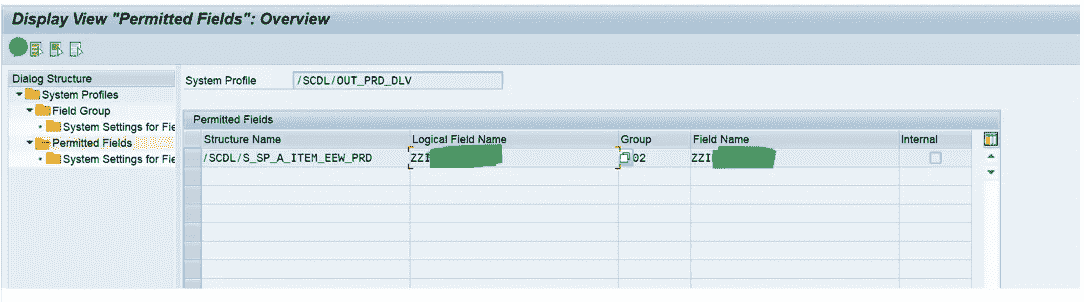 Display View "Permitted Fields": Overview
Dialog Structure
System Profiles
Field Group
System Settings for Fie
Permitted Fields
System Settings for Fie
System Profile /SCDL/OUT_PRD_DLV
Permitted Fields
Structure Name Logical Field Name Group Field Name Internal
/SCDL/S_SP_A_ITEM_EEW_PRD ZZI 02 ZZI